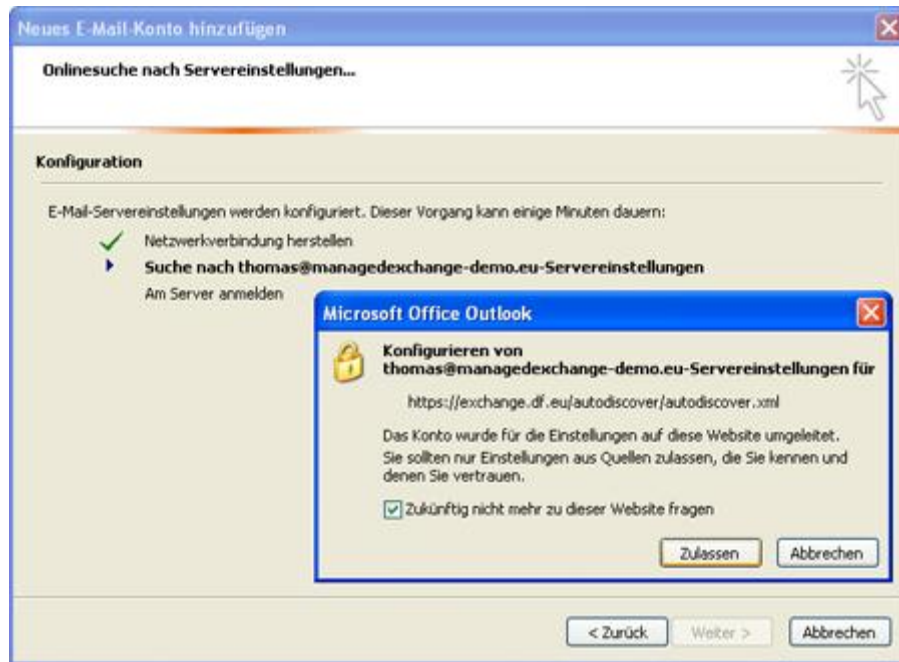 Neues E-Mail-Konto hinzufügen
Onlinesuche nach Servereinstellungen...
Konfiguration
E-Mail-Servereinstellungen werden konfiguriert. Dieser Vorgang kann einige Minuten dauern:
Netzwerkverbindung herstellen
Suche nach thomas@managedexchange-demo.eu-Servereinstellungen
Am Server anmelden
Microsoft Office Outlook
Konfigurieren von
thomas@managedexchange-demo.eu-Servereinstellungen für
https://exchange.df.eu/autodiscover/autodiscover.xml
Das Konto wurde für die Einstellungen auf diese Website umgeleitet.
Sie sollten nur Einstellungen aus Quellen zulassen, die Sie kennen und
denen Sie vertrauen.
Zukünftig nicht mehr zu dieser Website fragen
Zulassen Abbrechen
< Zurück Weiter > Abbrechen